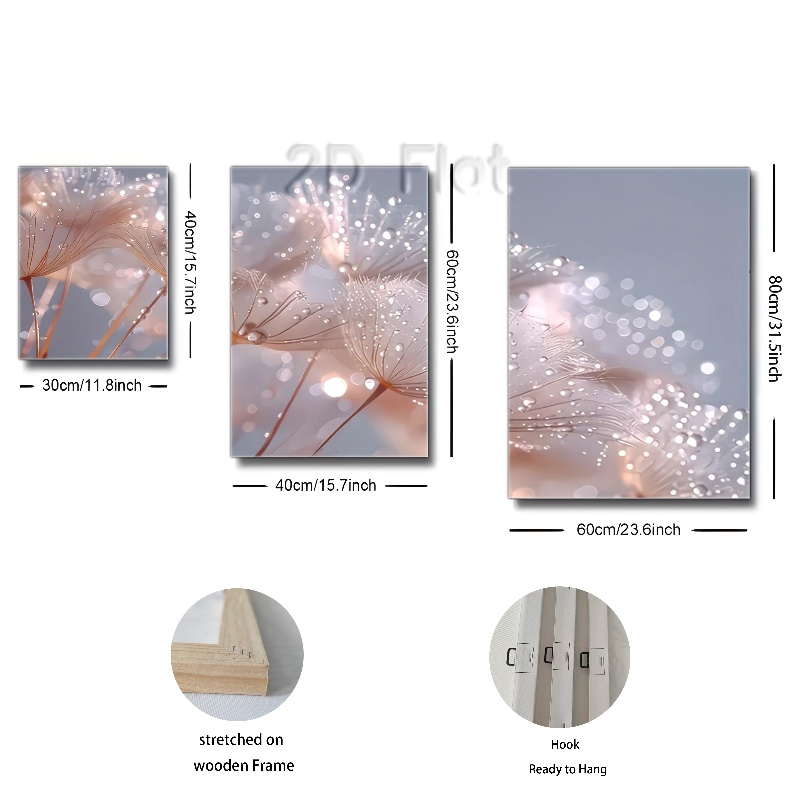 2D Flat
40cm/15.7inch
30cm/11.8inch
60cm/23.6inch
40cm/15.7inch
80cm/31.5inch
60cm/23.6inch
stretched on
wooden Frame
Hook
Ready to Hang